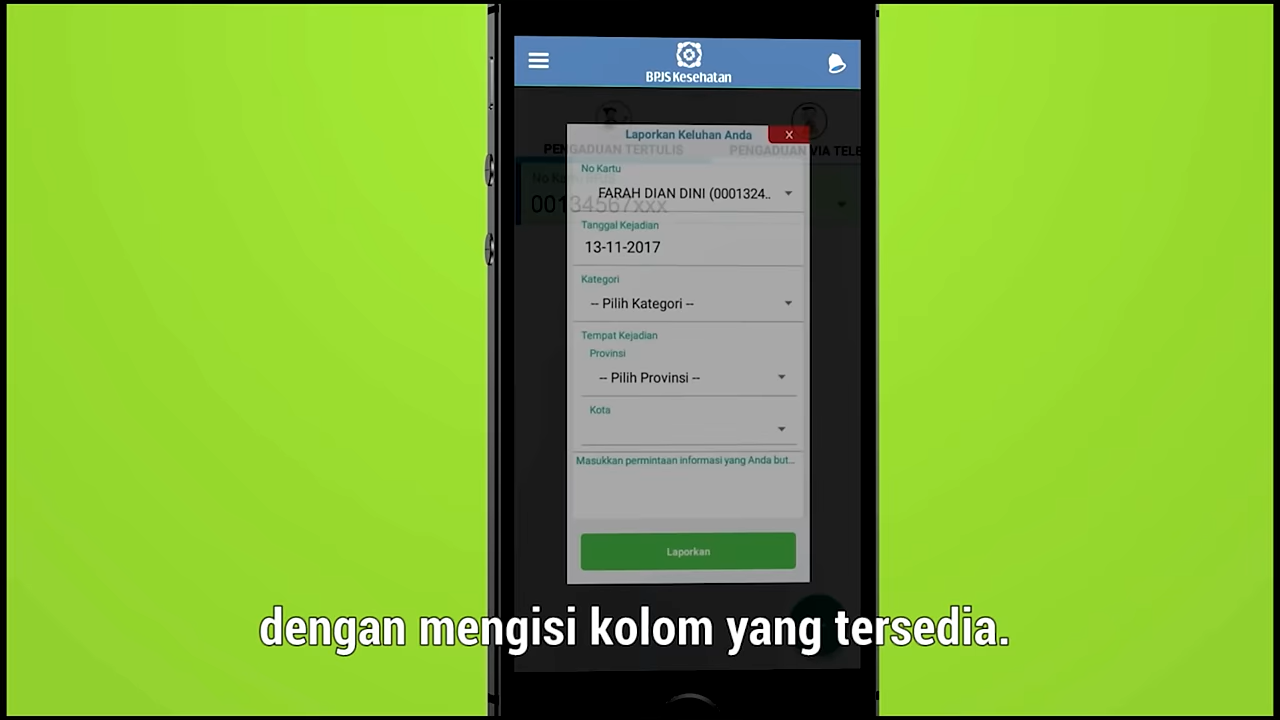 BPJS Kesehatan
PENGADUAN TERTULIS
PENGADUAN VIA TELE
Laporkan Keluhan Anda
X
No Kartu
FARAH DIAN DINI (0001324..
00134567xxx
Tanggal Kejadian
13-11-2017
Kategori
-- Pilih Kategori --
Tempat Kejadian
Provinsi
-- Pilih Provinsi --
Kota
Masukkan permintaan informasi yang Anda but...
Laporkan
dengan mengisi kolom yang tersedia.